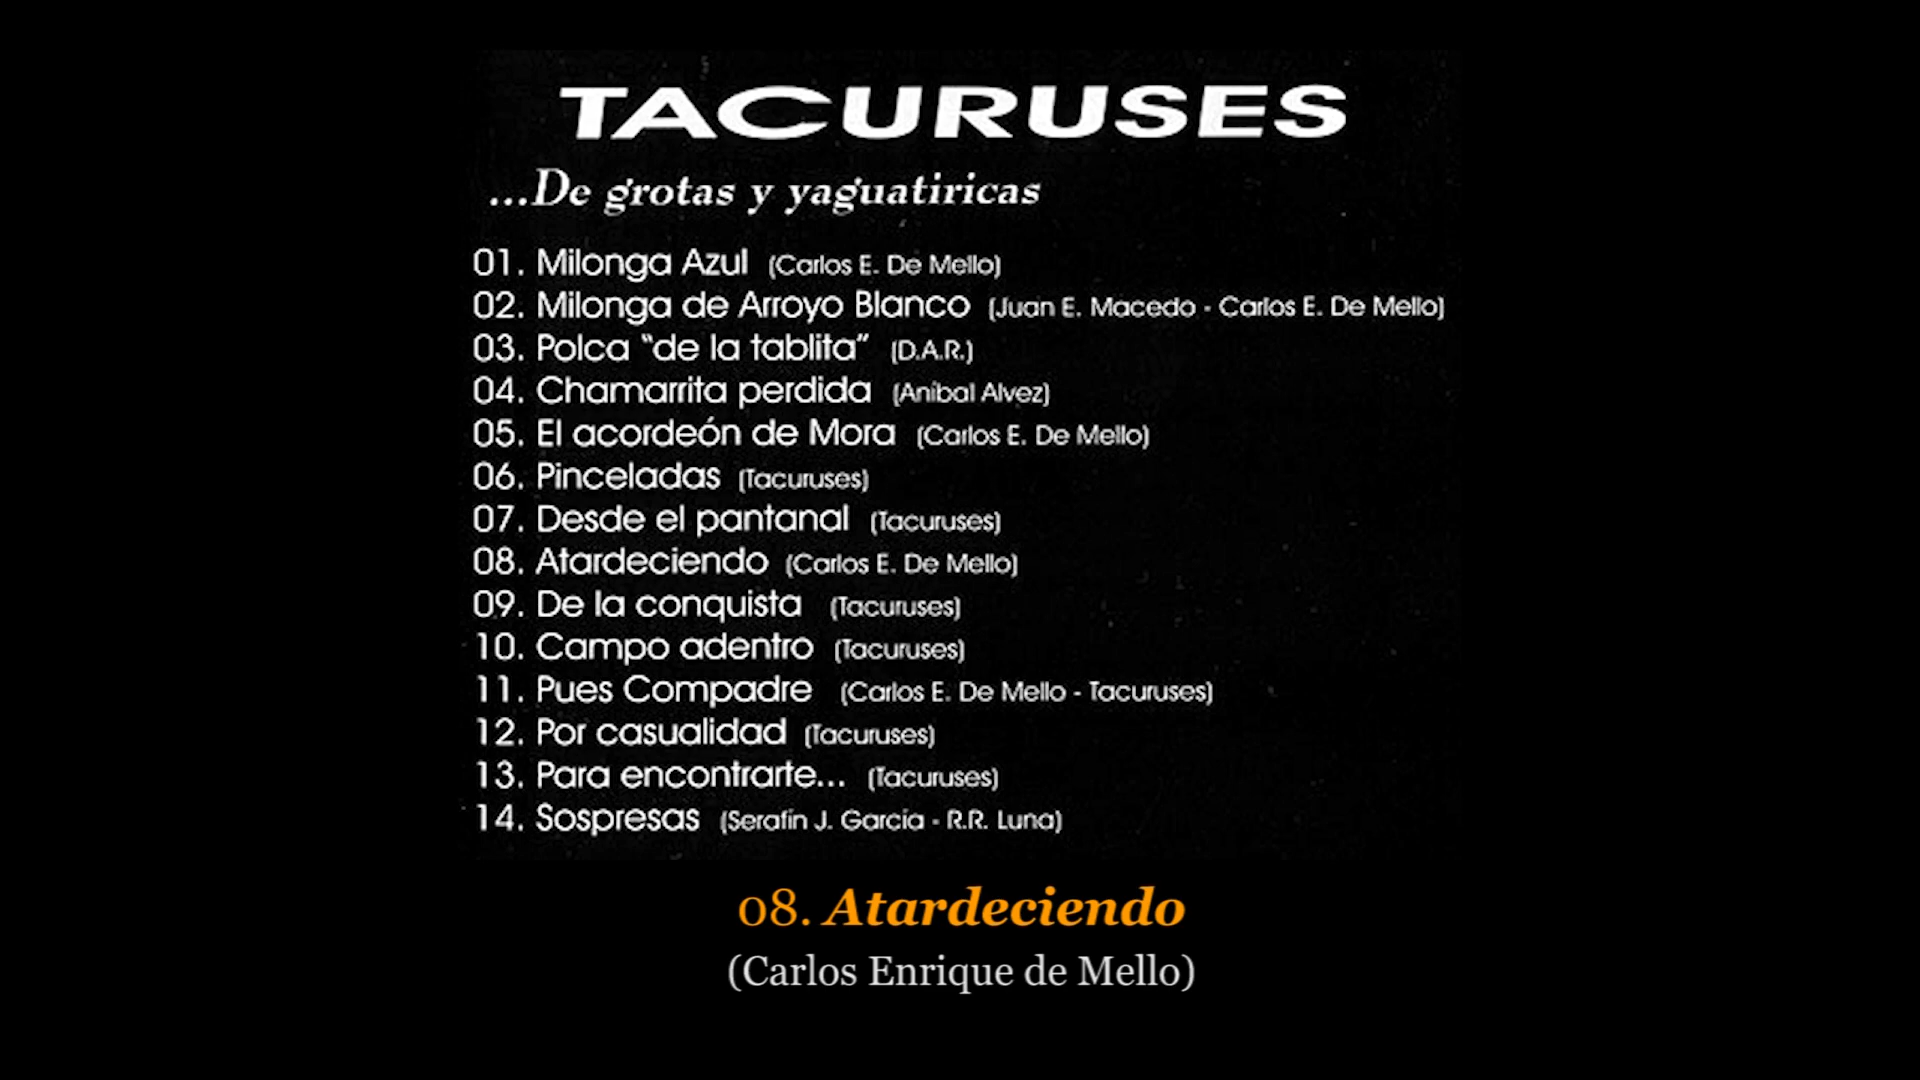 TACURUSES
...De grotas y yaguatiricas
01. Milonga Azul (Carlos E. De Mello)
02. Milonga de Arroyo Blanco (Juan E. Macedo - Carlos E. De Mello)
03. Polca “de la tablita” (D.A.R.)
04. Chamarrita perdida (Aníbal Alvez)
05. El acordeón de Mora (Carlos E. De Mello)
06. Pinceladas (Tacuruses)
07. Desde el pantanal (Tacuruses)
08. Atardeciendo (Carlos E. De Mello)
09. De la conquista (Tacuruses)
10. Campo adentro (Tacuruses)
11. Pues Compadre (Carlos E. De Mello - Tacuruses)
12. Por casualidad (Tacuruses)
13. Para encontrarte... (Tacuruses)
14. Sospresas (Serafín J. García - R.R. Luna)
08. Atardeciendo
(Carlos Enrique de Mello)